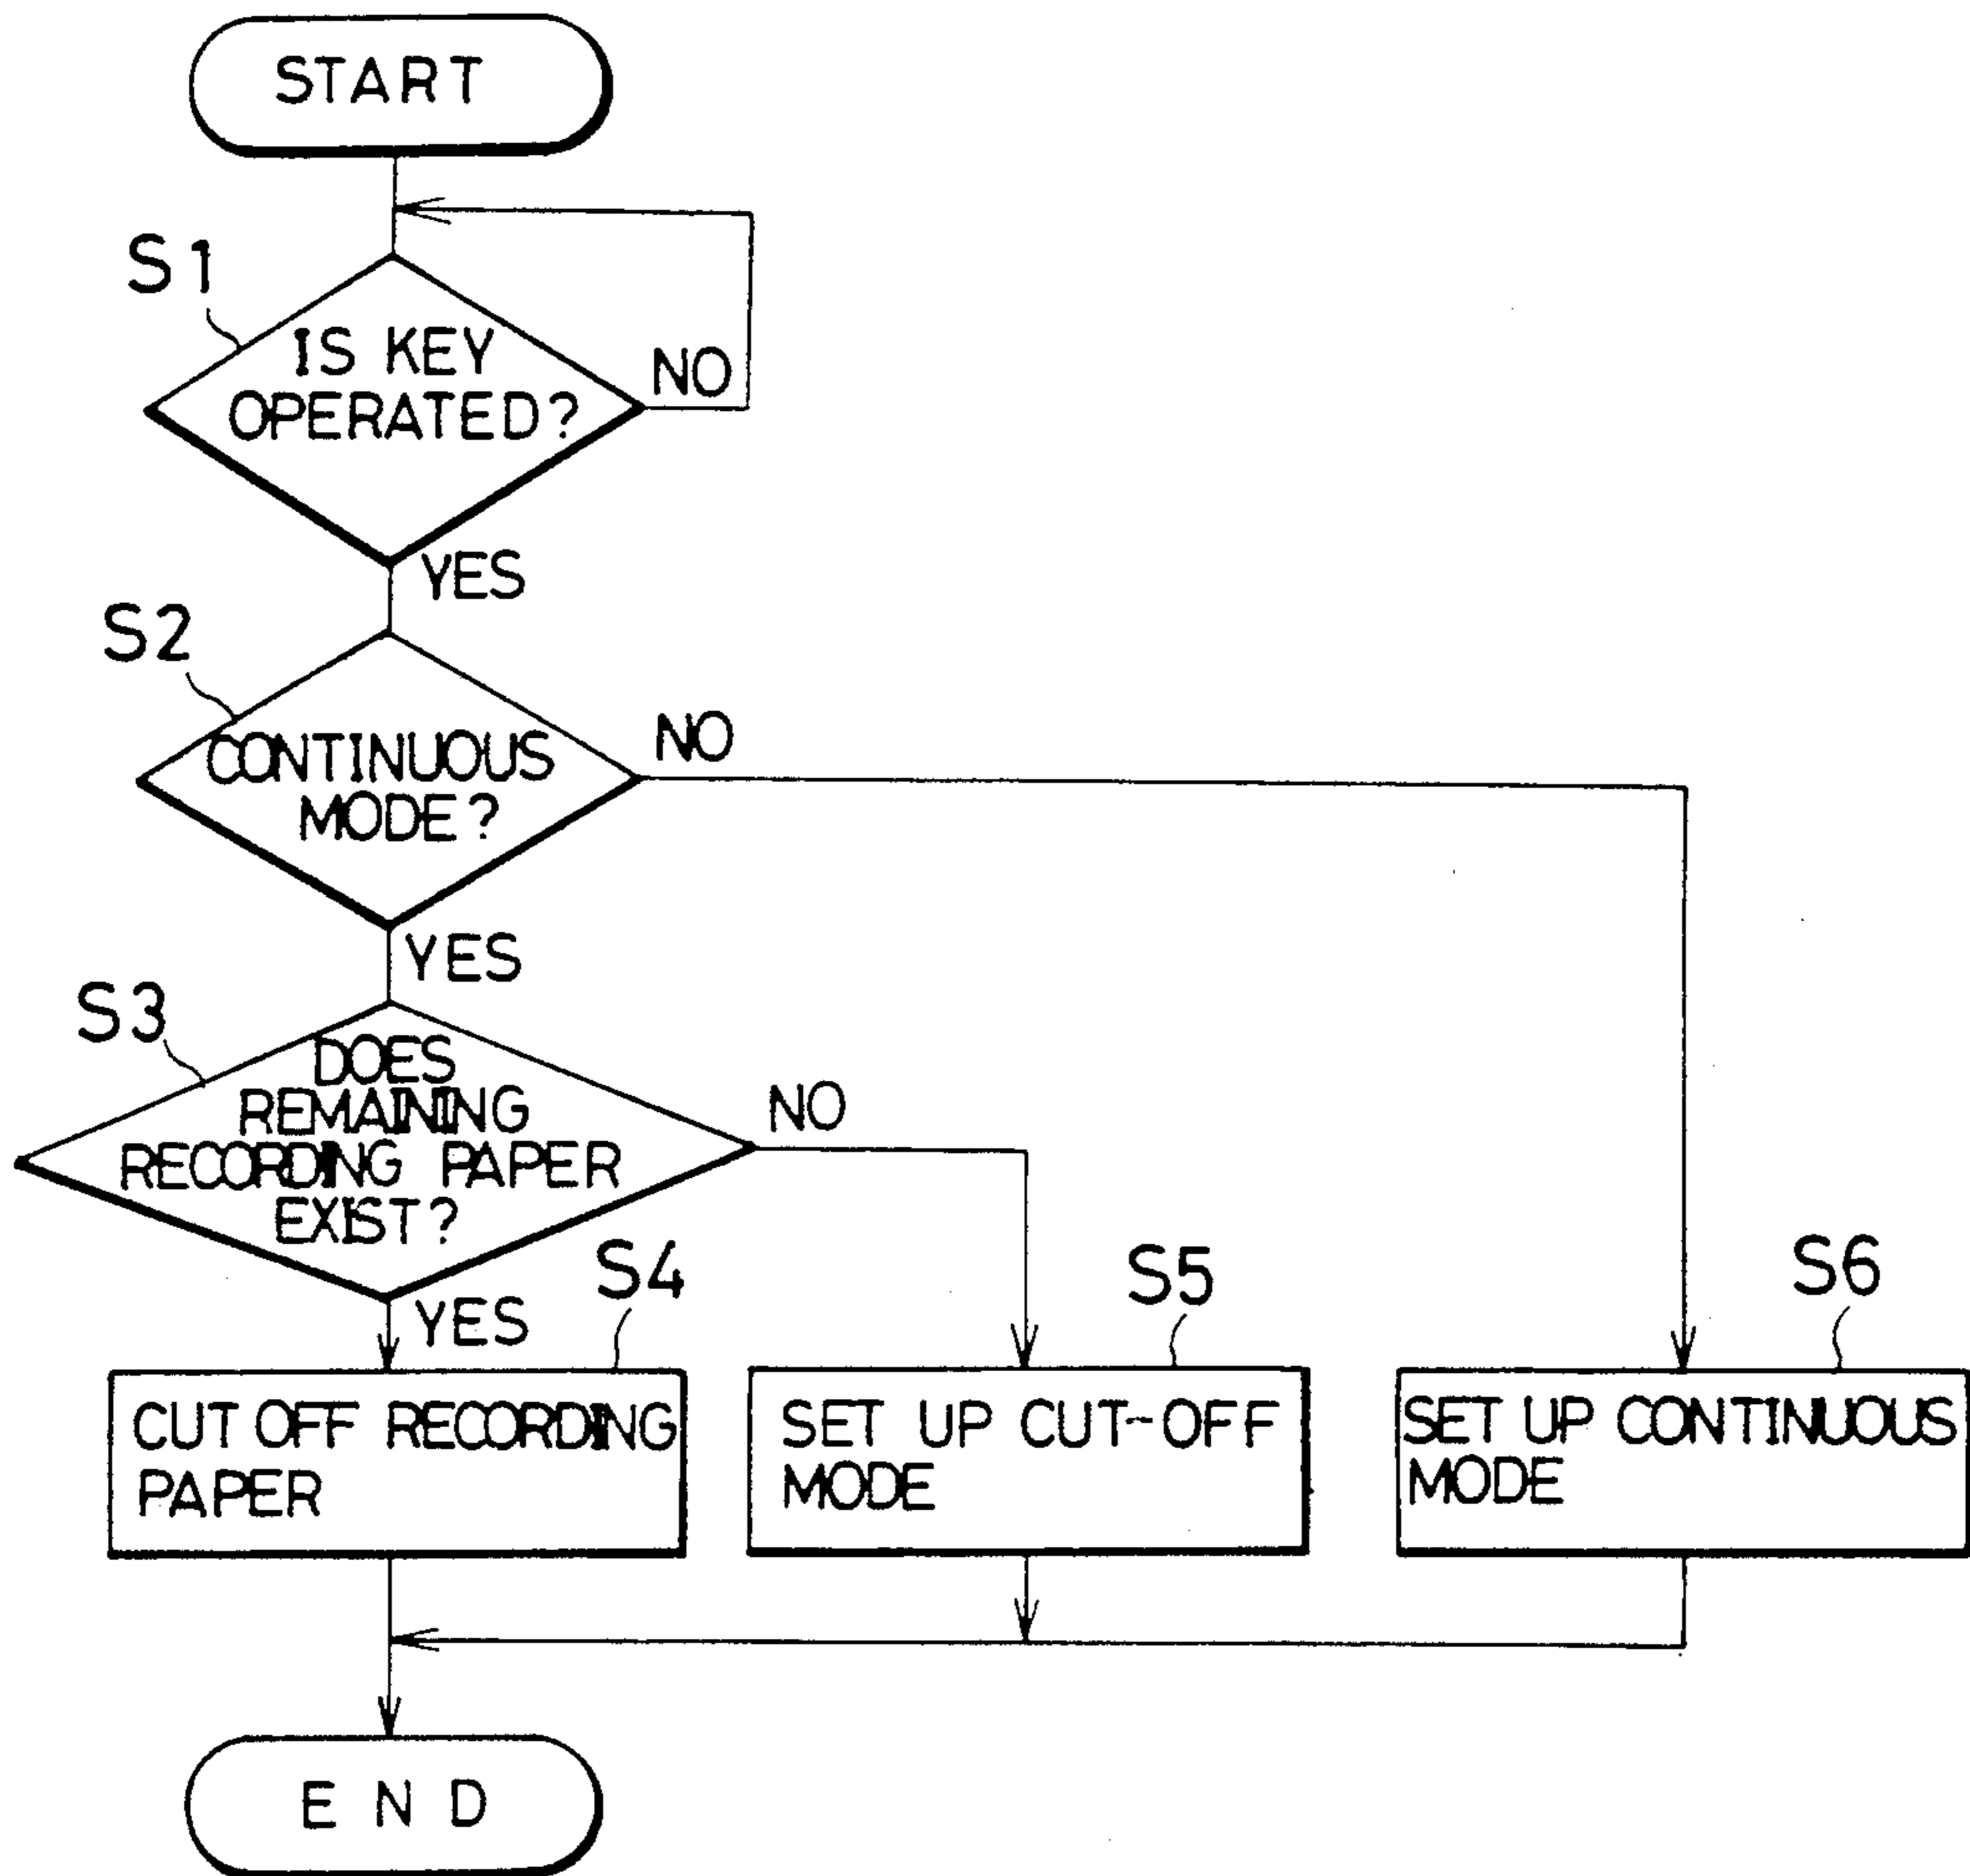 START
S1
IS KEY
OPERATED?
NO
YES
S2
CONTINUOUS
MODE?
NO
YES
S3
DOES
REMAINING
RECORDING PAPER
EXIST?
NO
YES
S4
CUT OFF RECORDING
PAPER
S5
SET UP CUT-OFF
MODE
S6
SET UP CONTINUOUS
MODE
END